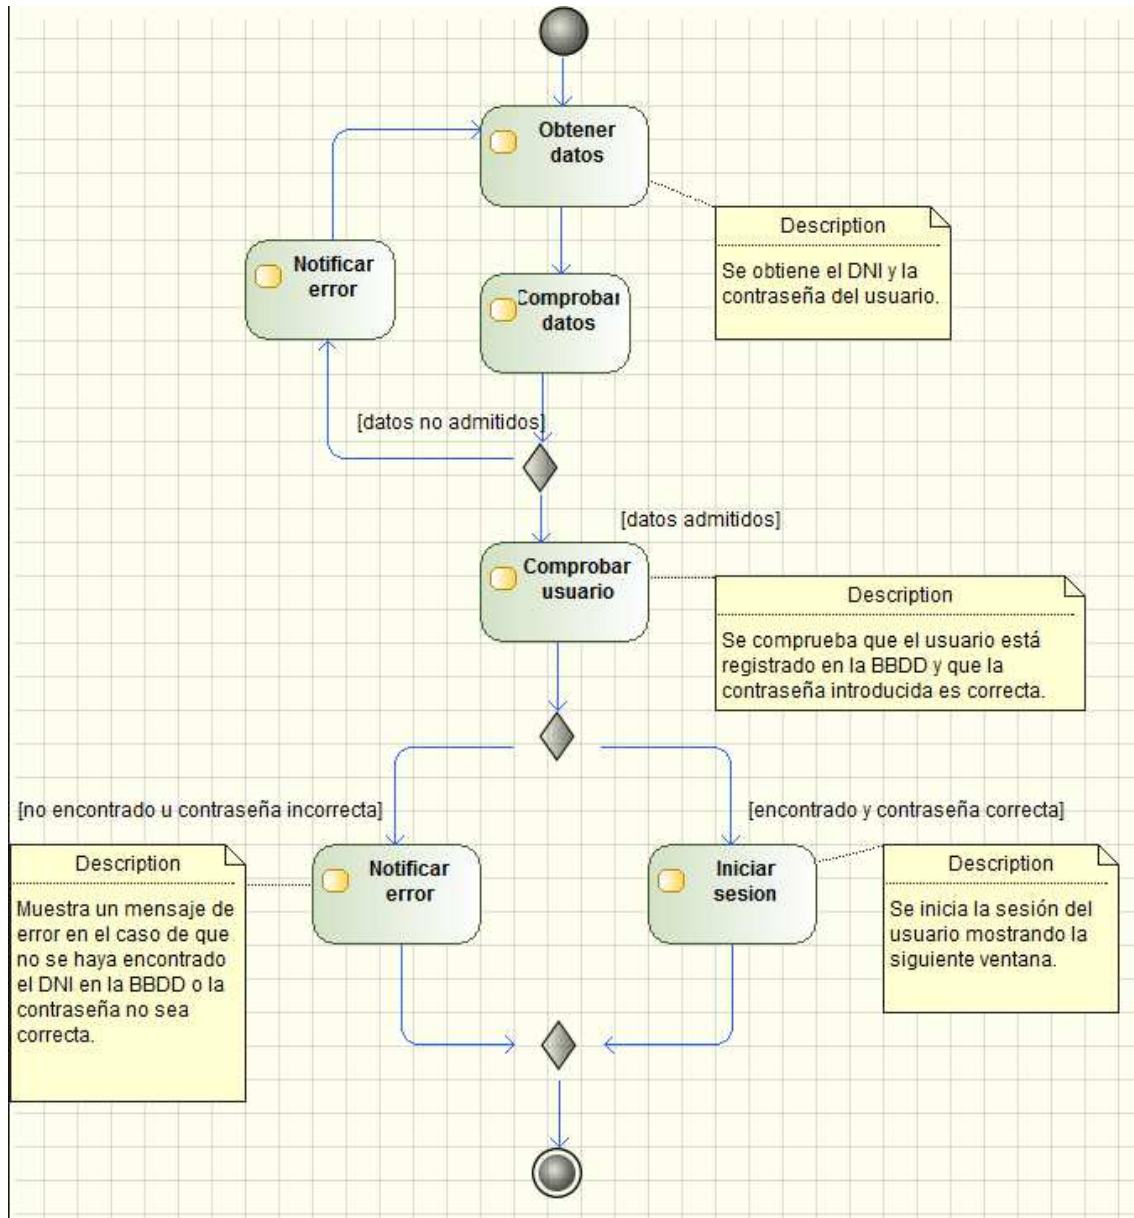 Obtener
datos
Description
Se obtiene el DNI y la
contraseña del usuario.
Notificar
error
Comprobar
datos
[datos no admitidos]
[datos admitidos]
Comprobar
usuario
Description
Se comprueba que el usuario está
registrado en la BBDD y que la
contraseña introducida es correcta.
[no encontrado u contraseña incorrecta]
[encontrado y contraseña correcta]
Description
Muestra un mensaje de
error en el caso de que
no se haya encontrado
el DNI en la BBDD o la
contraseña no sea
correcta.
Notificar
error
Iniciar
sesion
Description
Se inicia la sesión del
usuario mostrando la
siguiente ventana.